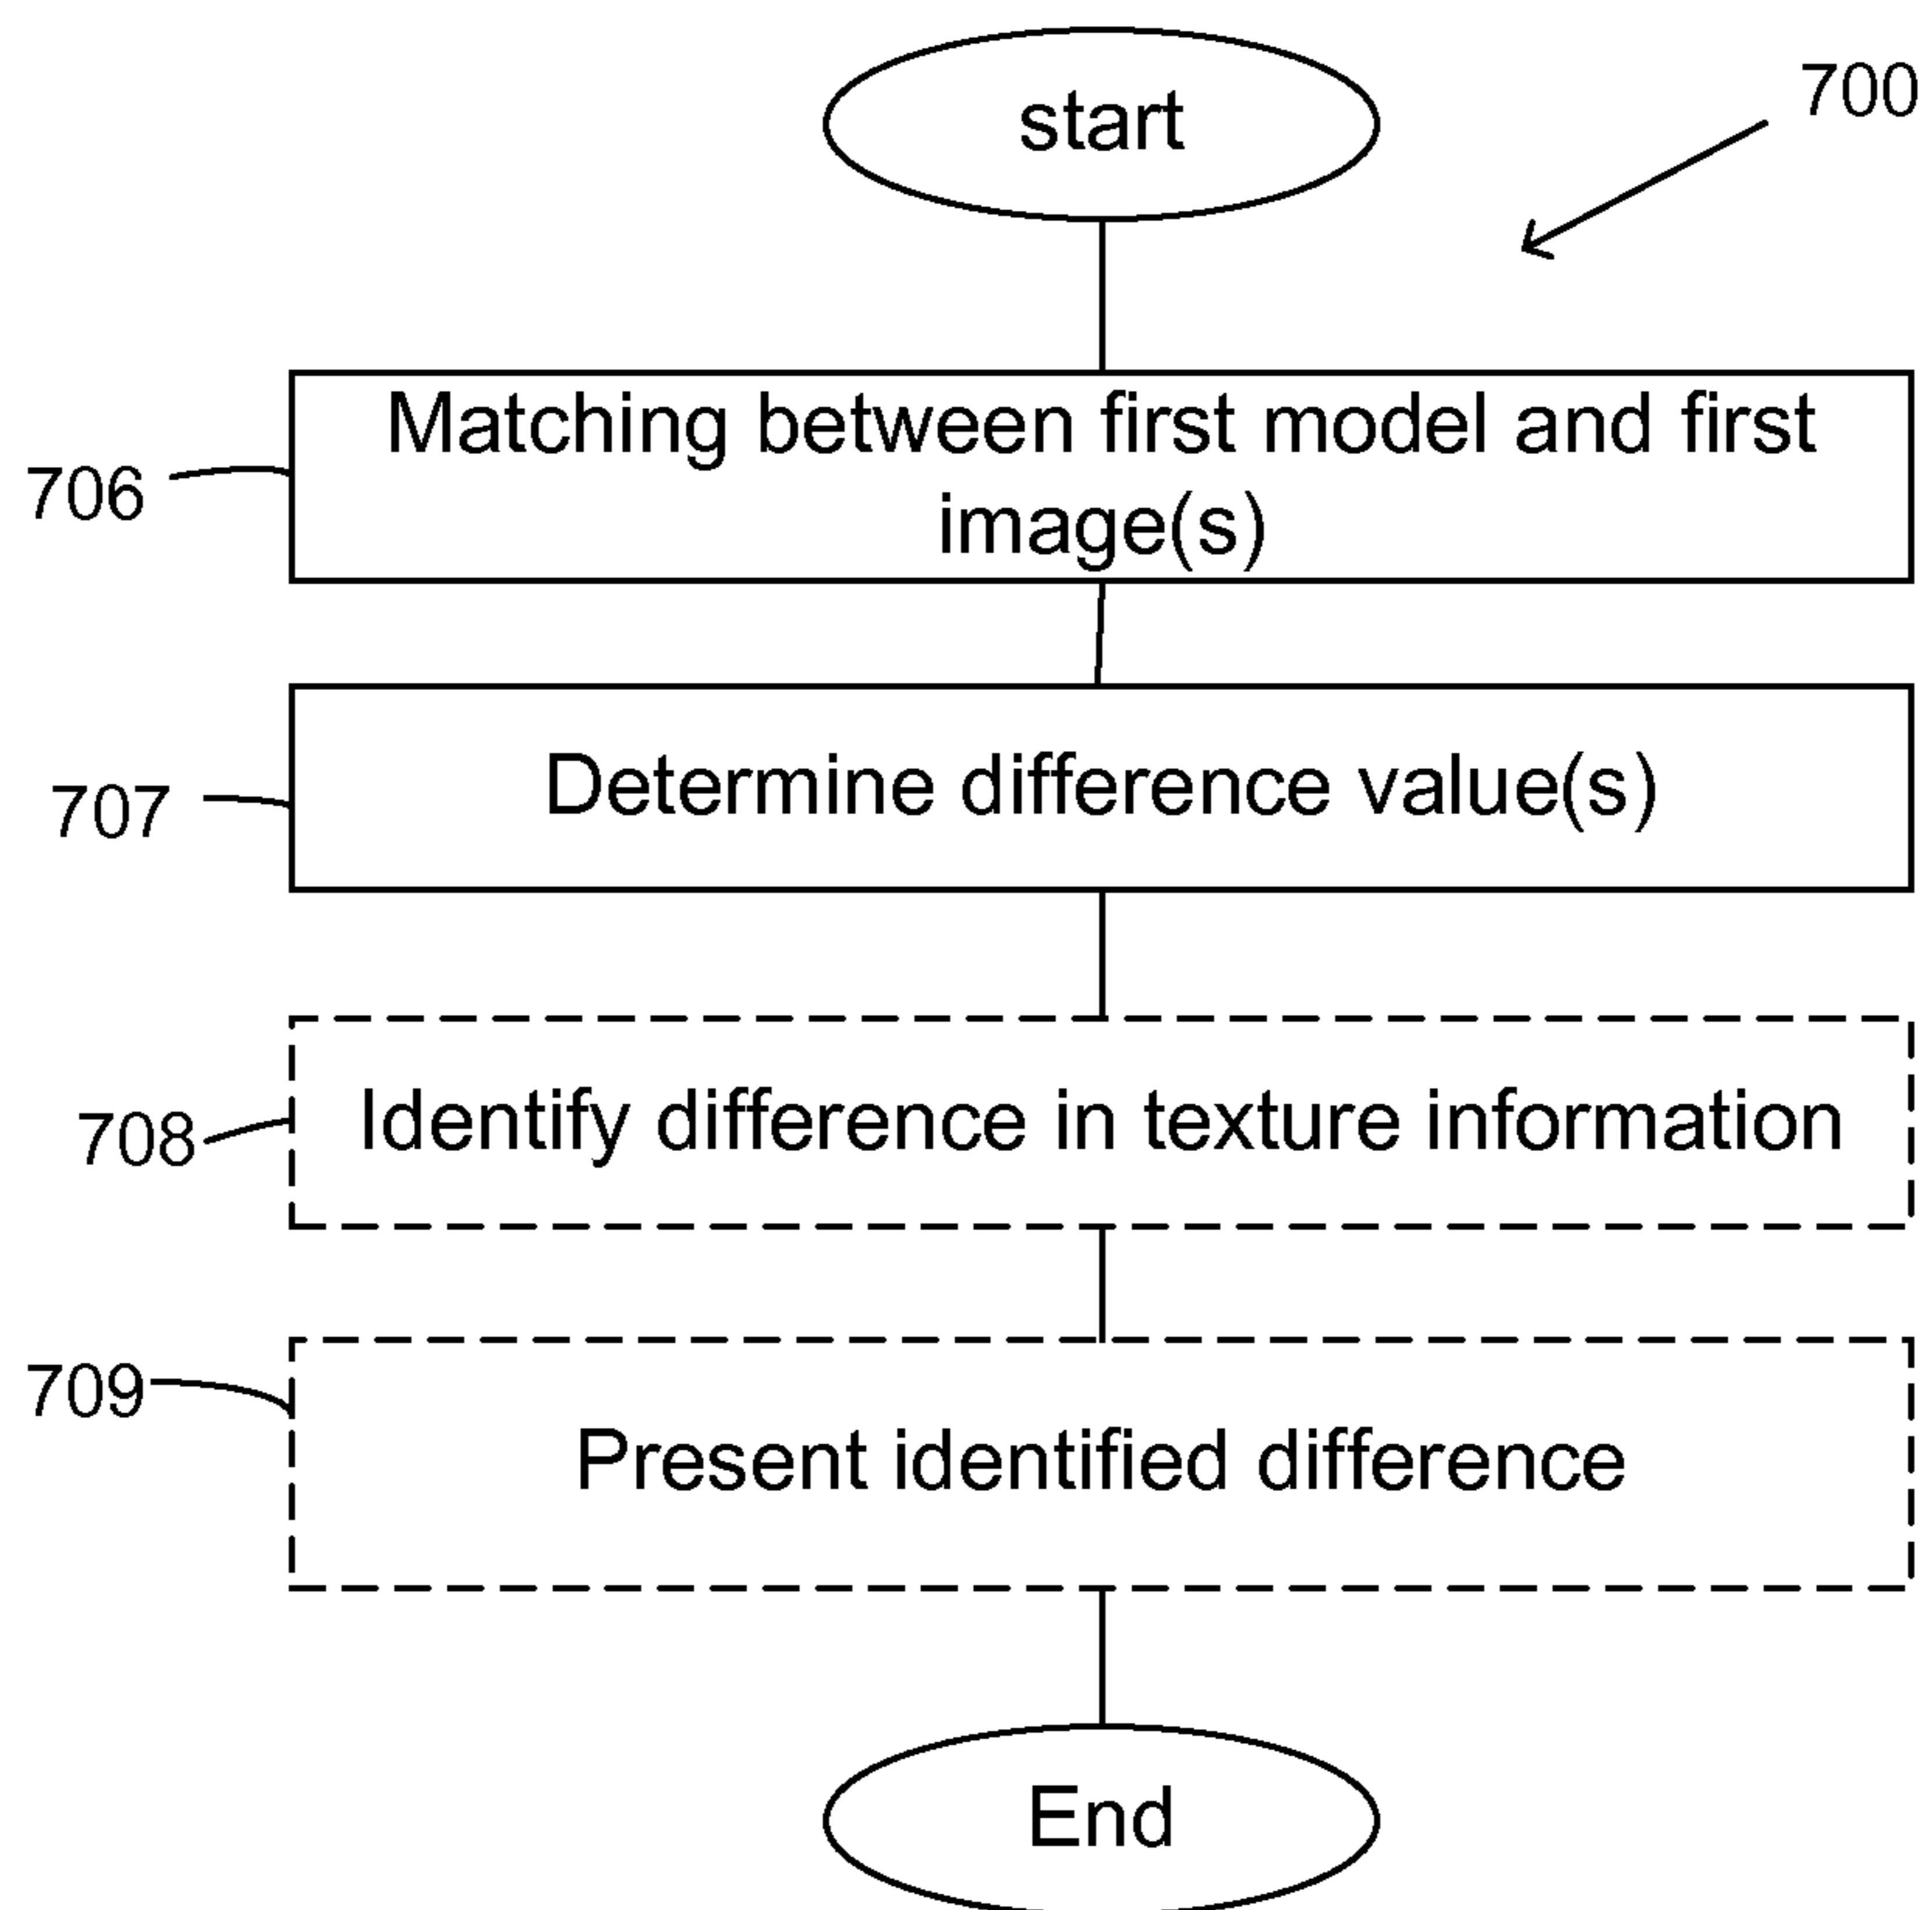 start
700
Matching between first model and first
image(s)
706
Determine difference value(s)
707
Identify difference in texture information
708
709
Present identified difference
End